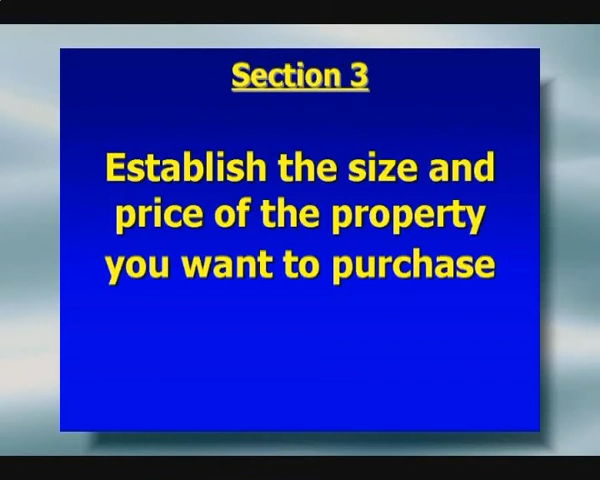 Section 3
Establish the size and
price of the property
you want to purchase